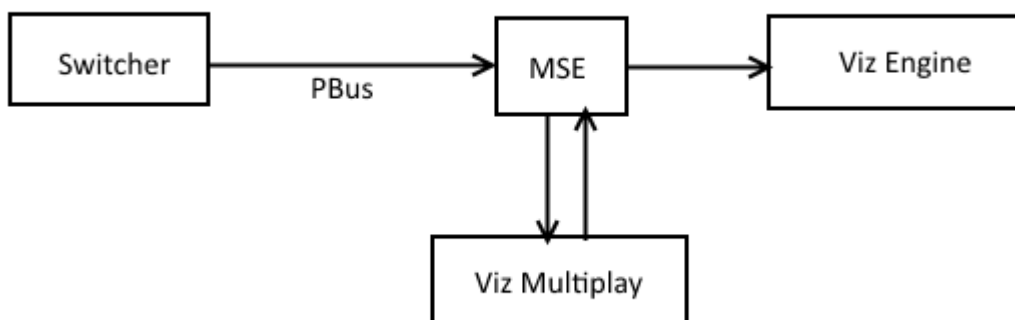 Switcher
PBus
MSE
Viz Engine
Viz Multiplay